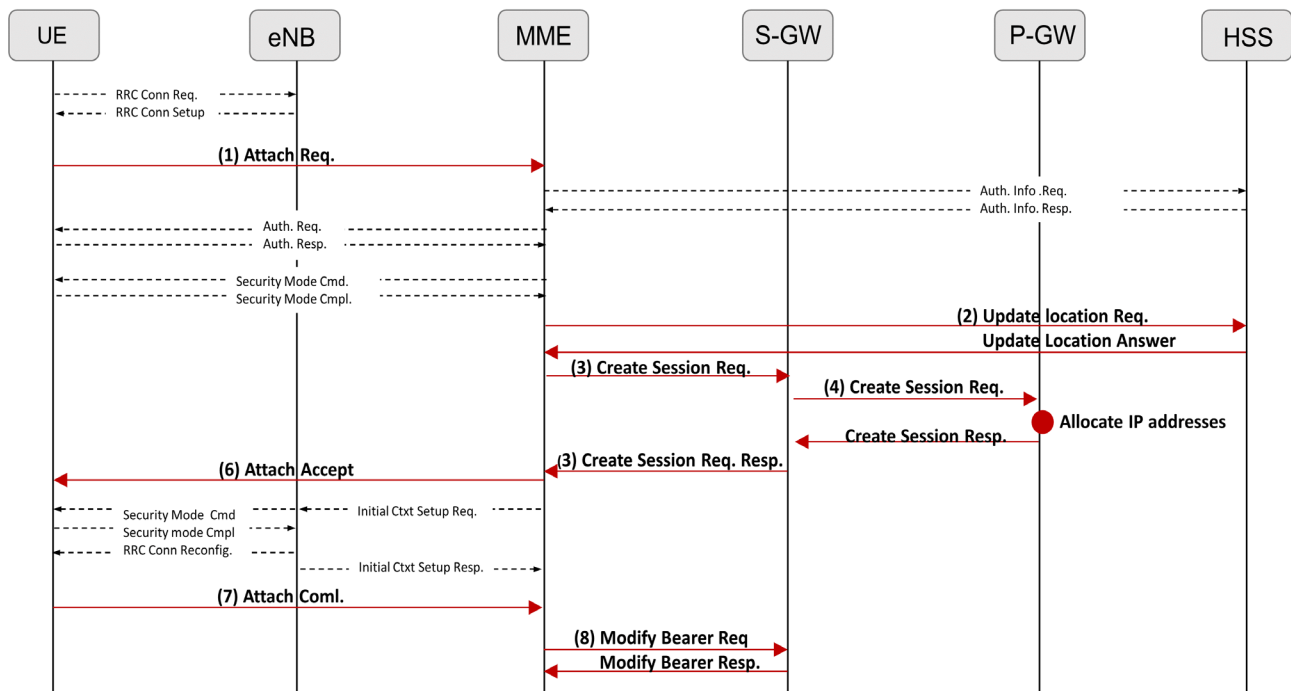 UE
eNB
MME
S-GW
P-GW
HSS
RRC Conn Req.
RRC Conn Setup
(1) Attach Req.
Auth. Info .Req.
Auth. Info. Resp.
Auth. Req.
Auth. Resp.
Security Mode Cmd.
Security Mode Cmpl.
(2) Update location Req.
Update Location Answer
(3) Create Session Req.
(4) Create Session Req.
Allocate IP addresses
Create Session Resp.
(3) Create Session Req. Resp.
(6) Attach Accept
Initial Ctxt Setup Req.
Security Mode Cmd
Security mode Cmpl
RRC Conn Reconfig.
Initial Ctxt Setup Resp.
(7) Attach Coml.
(8) Modify Bearer Req
Modify Bearer Resp.